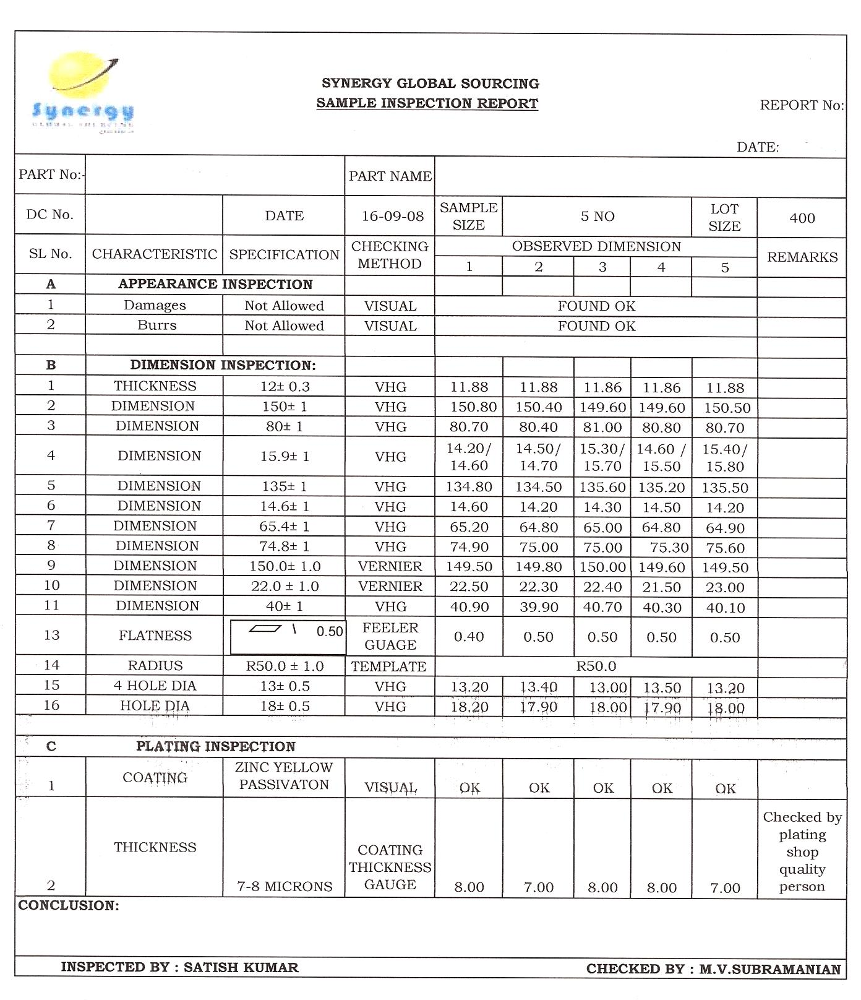 Synergy
SYNERGY GLOBAL SOURCING
SAMPLE INSPECTION REPORT
REPORT No:
DATE:
PART No:- PART NAME
DC No. DATE 16-09-08 SAMPLE SIZE 5 NO LOT SIZE 400
SL No. CHARACTERISTIC SPECIFICATION CHECKING METHOD OBSERVED DIMENSION REMARKS
1 2 3 4 5
A APPEARANCE INSPECTION
1 Damages Not Allowed VISUAL FOUND OK
2 Burrs Not Allowed VISUAL FOUND OK
B DIMENSION INSPECTION:
1 THICKNESS 12± 0.3 VHG 11.88 11.88 11.86 11.86 11.88
2 DIMENSION 150± 1 VHG 150.80 150.40 149.60 149.60 150.50
3 DIMENSION 80± 1 VHG 80.70 80.40 81.00 80.80 80.70
4 DIMENSION 15.9± 1 VHG 14.20/ 14.60 14.50/ 14.70 15.30/ 15.70 14.60 / 15.50 15.40/ 15.80
5 DIMENSION 135± 1 VHG 134.80 134.50 135.60 135.20 135.50
6 DIMENSION 14.6± 1 VHG 14.60 14.20 14.30 14.50 14.20
7 DIMENSION 65.4± 1 VHG 65.20 64.80 65.00 64.80 64.90
8 DIMENSION 74.8± 1 VHG 74.90 75.00 75.00 75.30 75.60
9 DIMENSION 150.0± 1.0 VERNIER 149.50 149.80 150.00 149.60 149.50
10 DIMENSION 22.0 ± 1.0 VERNIER 22.50 22.30 22.40 21.50 23.00
11 DIMENSION 40± 1 VHG 40.90 39.90 40.70 40.30 40.10
13 FLATNESS \ 0.50 FEELER GUAGE 0.40 0.50 0.50 0.50 0.50
14 RADIUS R50.0 ± 1.0 TEMPLATE R50.0
15 4 HOLE DIA 13± 0.5 VHG 13.20 13.40 13.00 13.50 13.20
16 HOLE DIA 18± 0.5 VHG 18.20 17.90 18.00 17.90 18.00
C PLATING INSPECTION
1 COATING ZINC YELLOW PASSIVATON VISUAL OK OK OK OK OK
2 THICKNESS 7-8 MICRONS COATING THICKNESS GAUGE 8.00 7.00 8.00 8.00 7.00 Checked by plating shop quality person
CONCLUSION:
INSPECTED BY : SATISH KUMAR CHECKED BY : M.V.SUBRAMANIAN